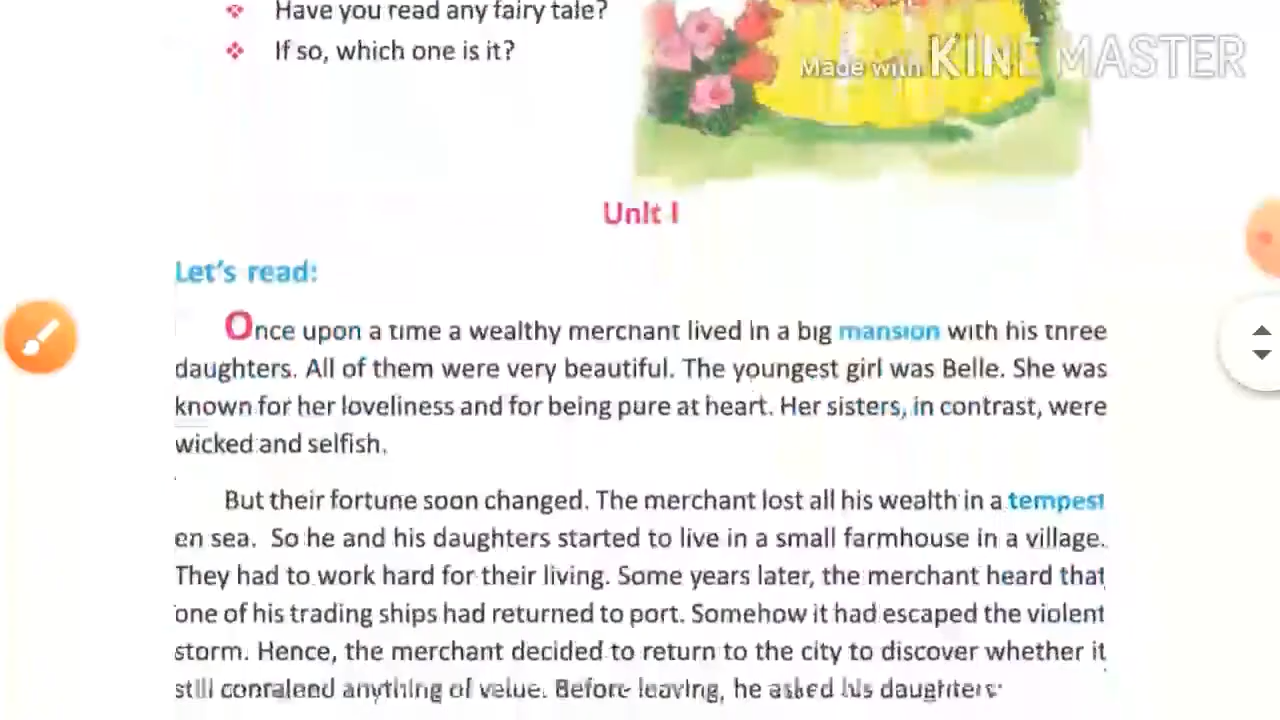 Have you read any fairy tale?
If so, which one is it?
Made with KINEMASTER
Unit I
Let's read:
Once upon a time a wealthy merchant lived in a big mansion with his three
daughters. All of them were very beautiful. The youngest girl was Belle. She was
known for her loveliness and for being pure at heart. Her sisters, in contrast, were
wicked and selfish.
But their fortune soon changed. The merchant lost all his wealth in a tempest
en sea. So he and his daughters started to live in a small farmhouse in a village.
They had to work hard for their living. Some years later, the merchant heard that
one of his trading ships had returned to port. Somehow it had escaped the violent
storm. Hence, the merchant decided to return to the city to discover whether it
still anything of value. Before leaving, he asked his daughters